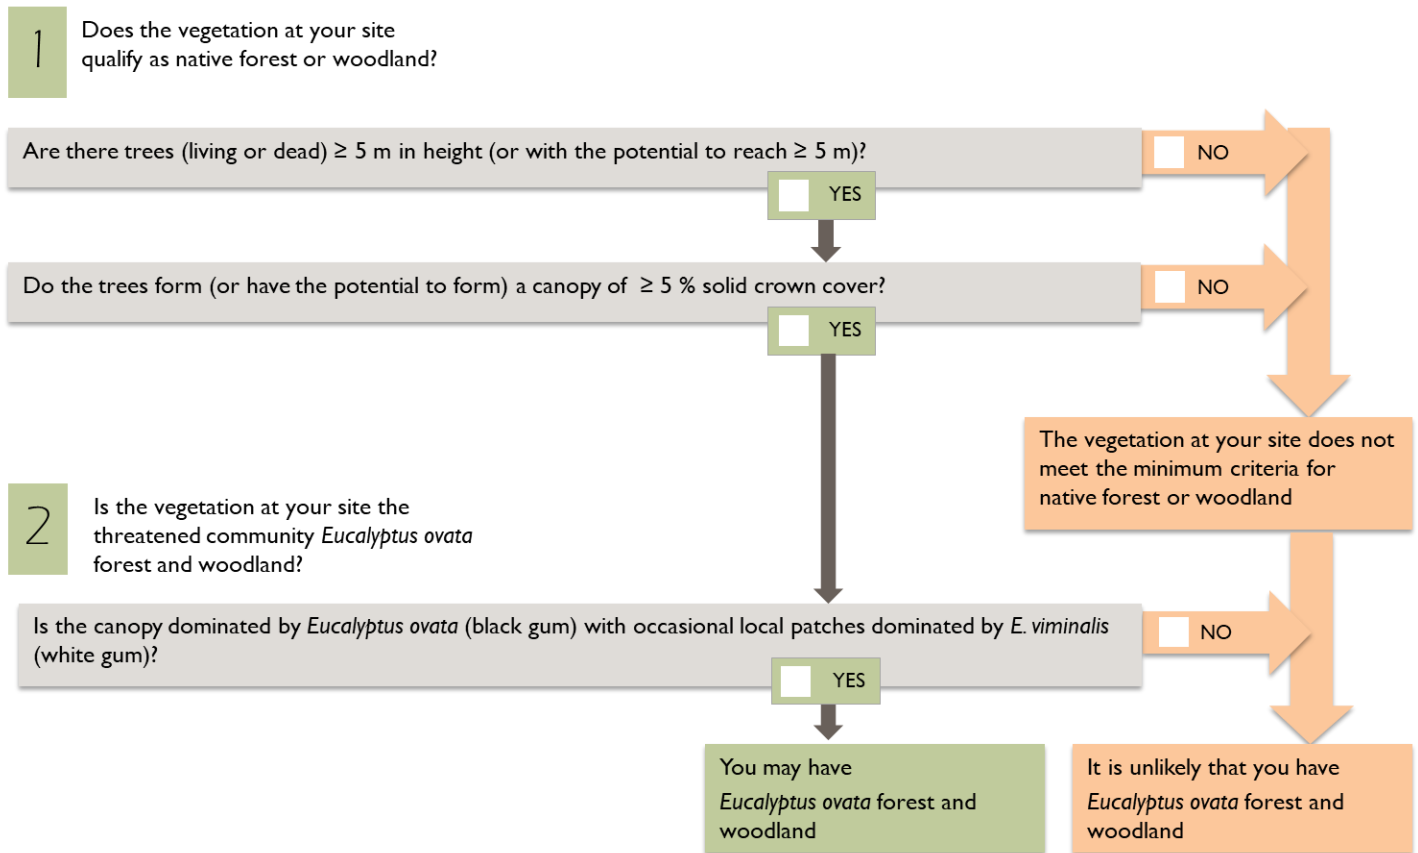 1
Does the vegetation at your site
qualify as native forest or woodland?
Are there trees (living or dead) ≥ 5 m in height (or with the potential to reach ≥ 5 m)?
NO
YES
Do the trees form (or have the potential to form) a canopy of ≥ 5 % solid crown cover?
NO
YES
The vegetation at your site does not
meet the minimum criteria for
native forest or woodland
2
Is the vegetation at your site the
threatened community Eucalyptus ovata
forest and woodland?
Is the canopy dominated by Eucalyptus ovata (black gum) with occasional local patches dominated by E. viminalis
(white gum)?
NO
YES
You may have
Eucalyptus ovata forest and
woodland
It is unlikely that you have
Eucalyptus ovata forest and
woodland